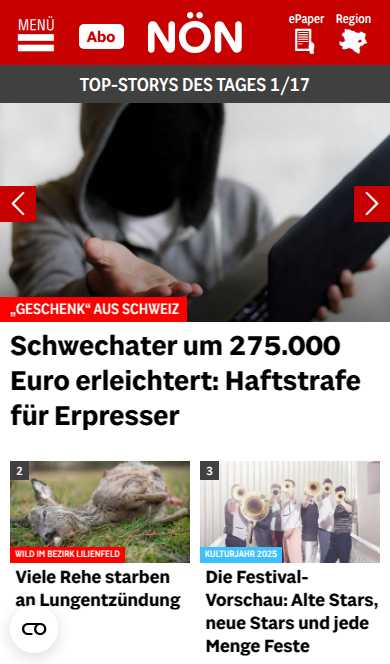 MENÜ
Abo
NÖN
ePaper
Region
TOP-STORYS DES TAGES 1/17
„GESCHENK“ AUS SCHWEIZ
Schwechater um 275.000
Euro erleichtert: Haftstrafe
für Erpresser
2
WILD IM BEZIRK LILIENFELD
Viele Rehe starben
an Lungentzündung
3
KULTURJAHR 2025
Die Festival-
Vorschau: Alte Stars,
neue Stars und jede
Menge Feste